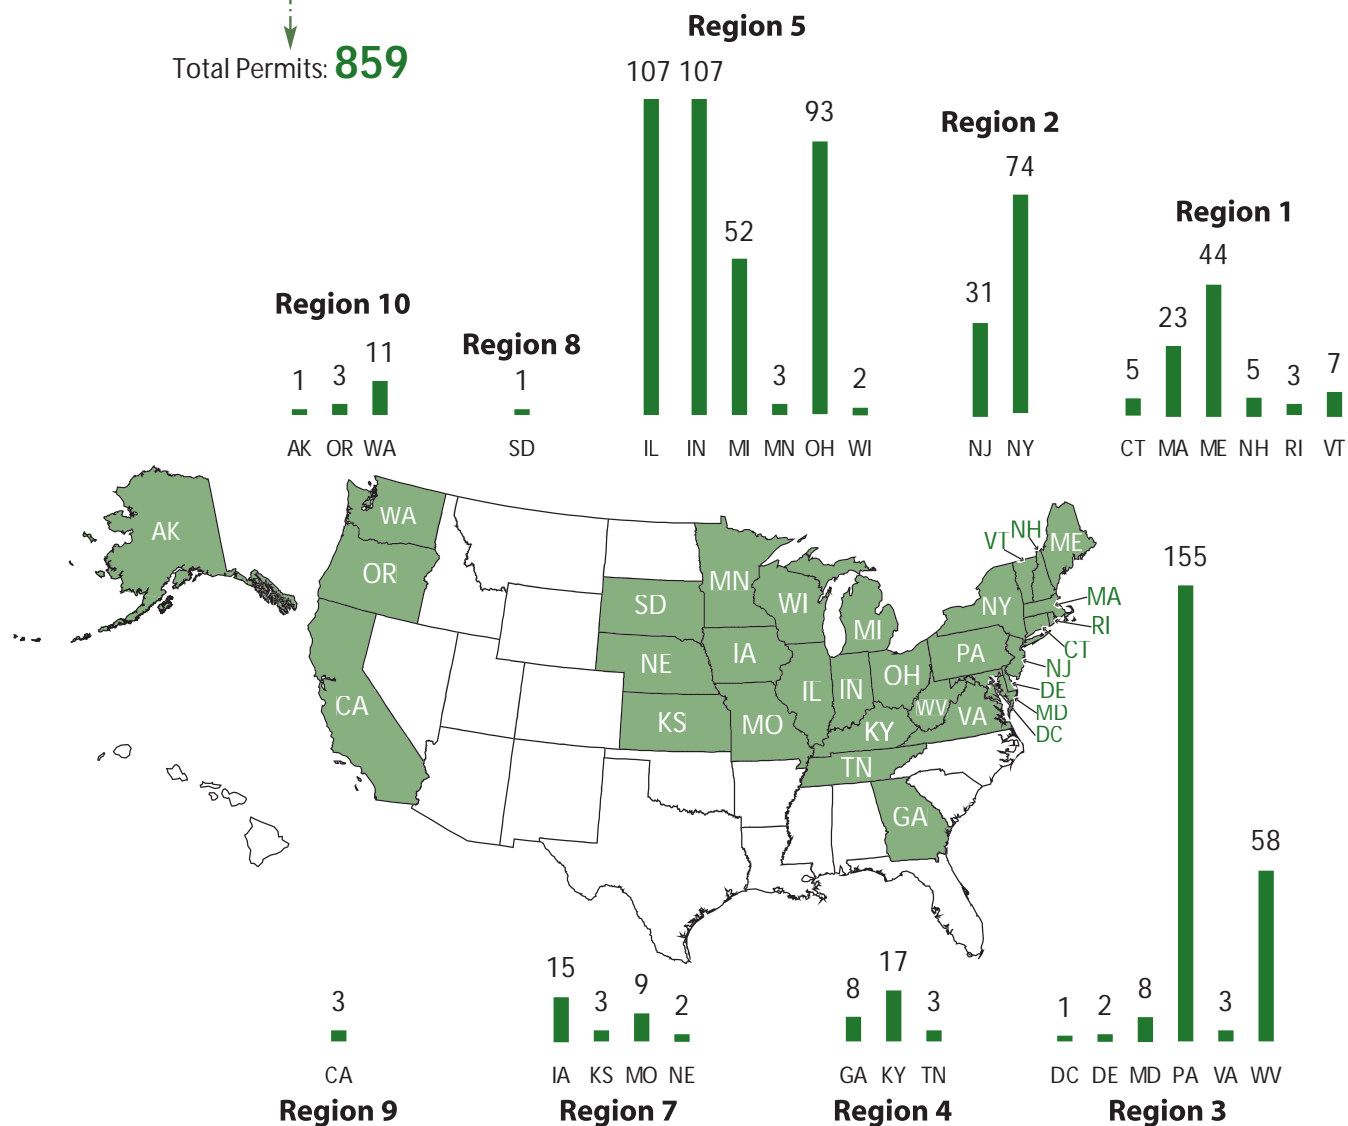 Total Permits: 859
Region 5
107 107 52 3 93 2
IL IN MI MN OH WI
Region 2
31 74
NJ NY
Region 1
5 23 44 5 3 7
CT MA ME NH RI VT
Region 10
1 3 11
AK OR WA
Region 8
1
SD
AK
WA
OR
CA
SD
NE
KS
MN
IA
MO
WI
IL
MI
IN
OH
KY
TN
GA
WV
VA
PA
NY
VT
NH
ME
MA
RI
CT
NJ
DE
MD
DC
3
CA
Region 9
15 3 9 2
IA KS MO NE
Region 7
8 17 3
GA KY TN
Region 4
1 2 8 155 3 58
DC DE MD PA VA WV
Region 3